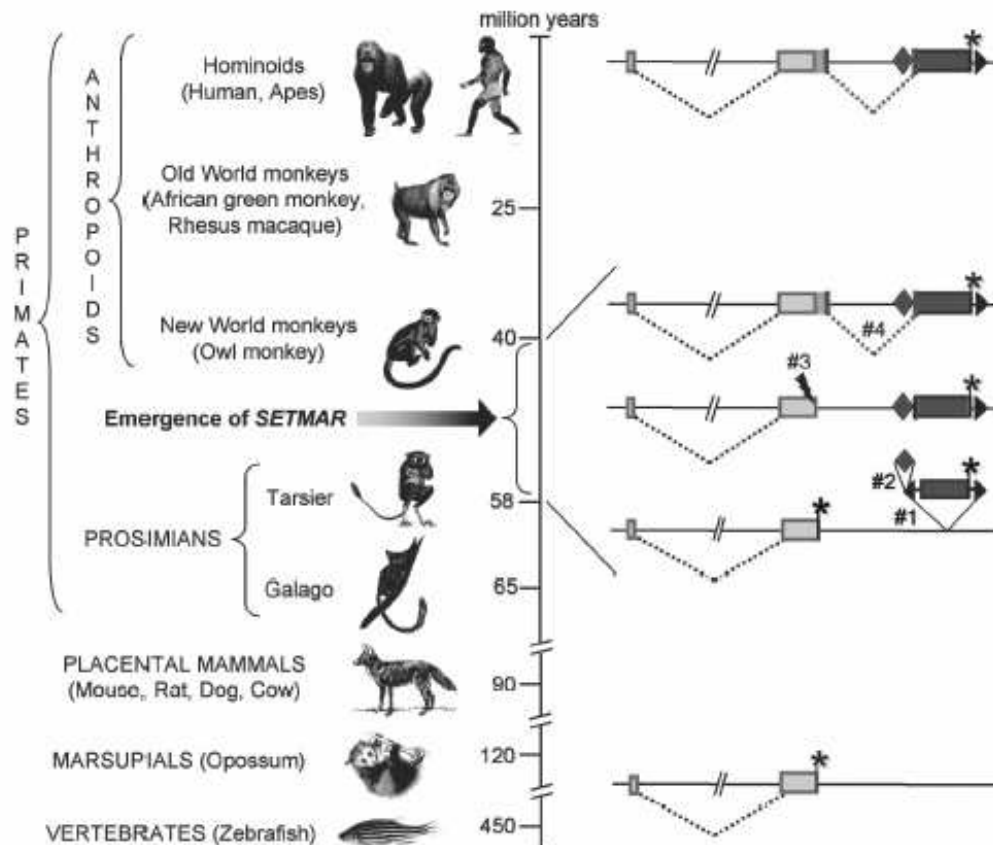 million years
Hominoids
(Human, Apes)
Old World monkeys
(African green monkey,
Rhesus macaque)
25
New World monkeys
(Owl monkey)
40
ANTHROPOIDS
PRIMATES
Emergence of SETMAR
Tarsier
58
PROSIMIANS
Galago
65
PLACENTAL MAMMALS
(Mouse, Rat, Dog, Cow)
90
MARSUPIALS (Opossum)
120
VERTEBRATES (Zebrafish)
450
*
*
#4
#3
*
*
#2
#1
*
*